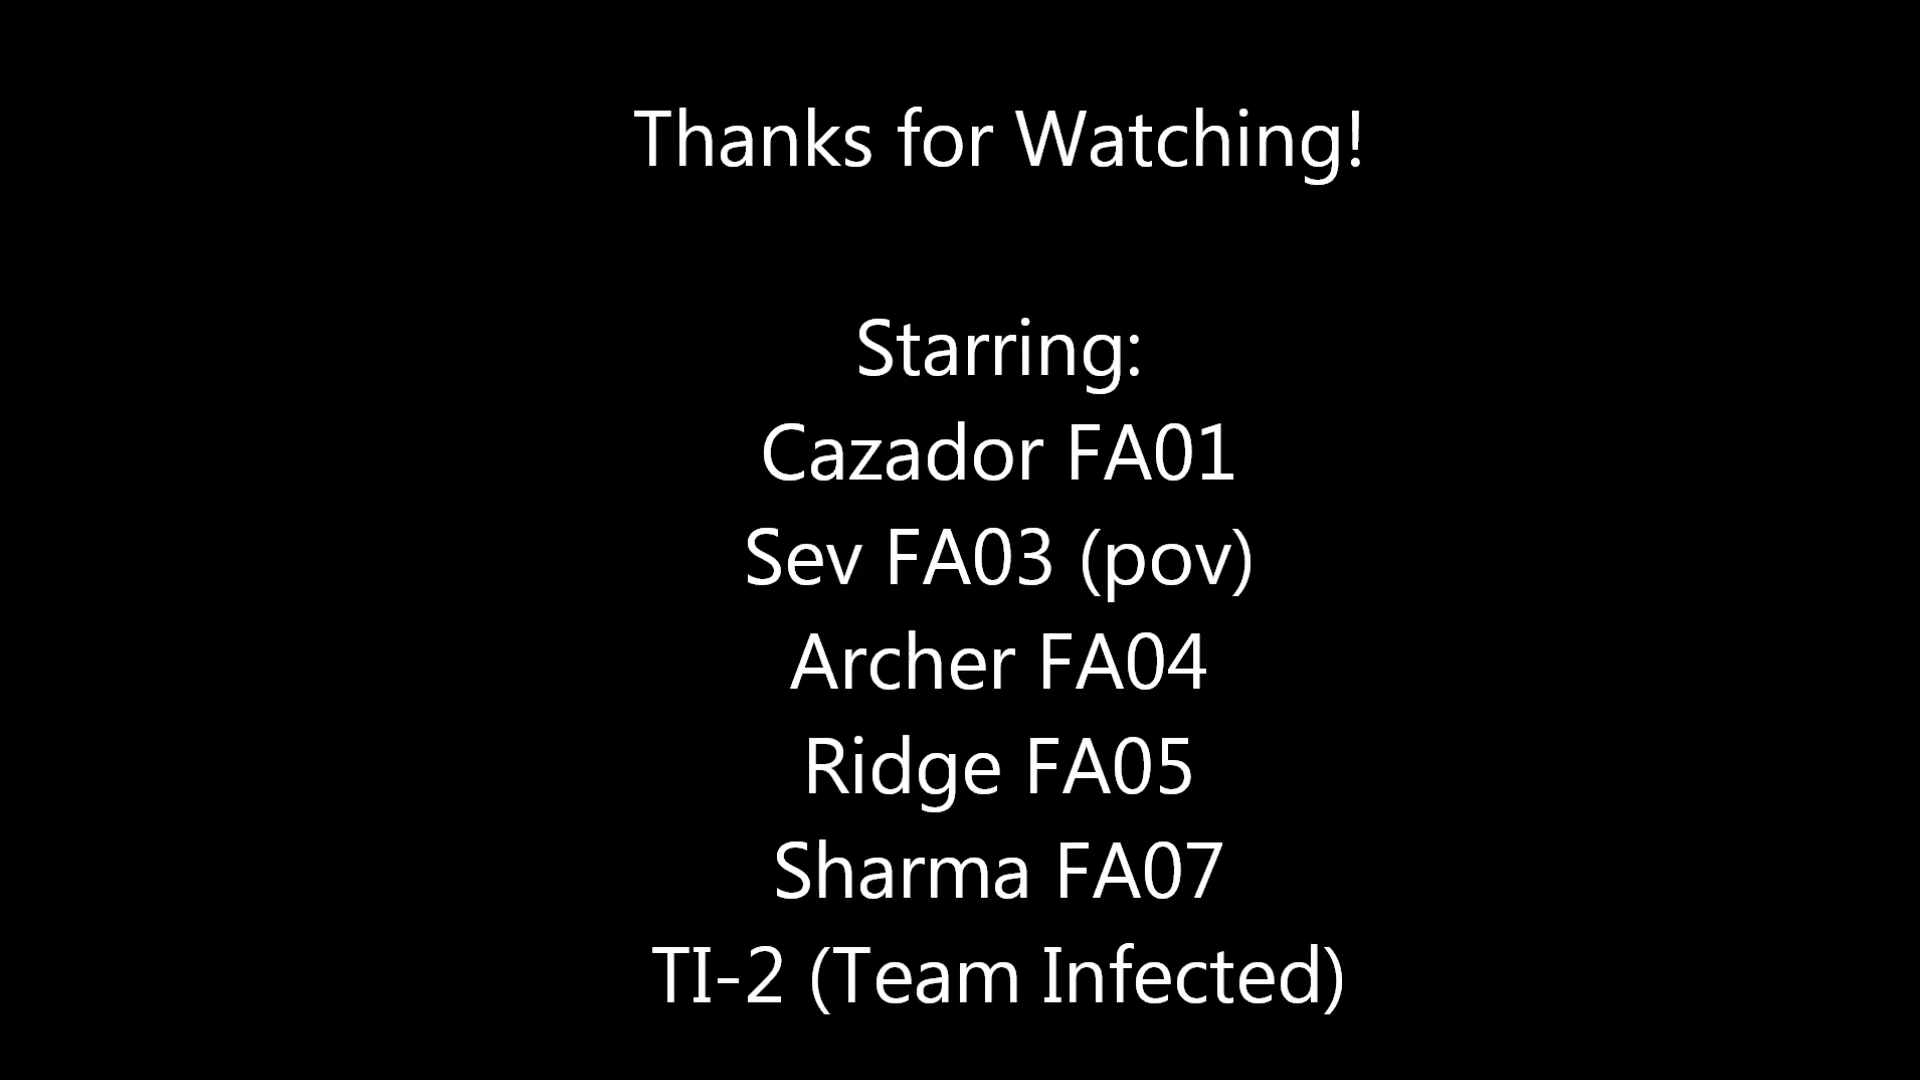 Thanks for Watching!
Starring:
Cazador FA01
Sev FA03 (pov)
Archer FA04
Ridge FA05
Sharma FA07
TI-2 (Team Infected)